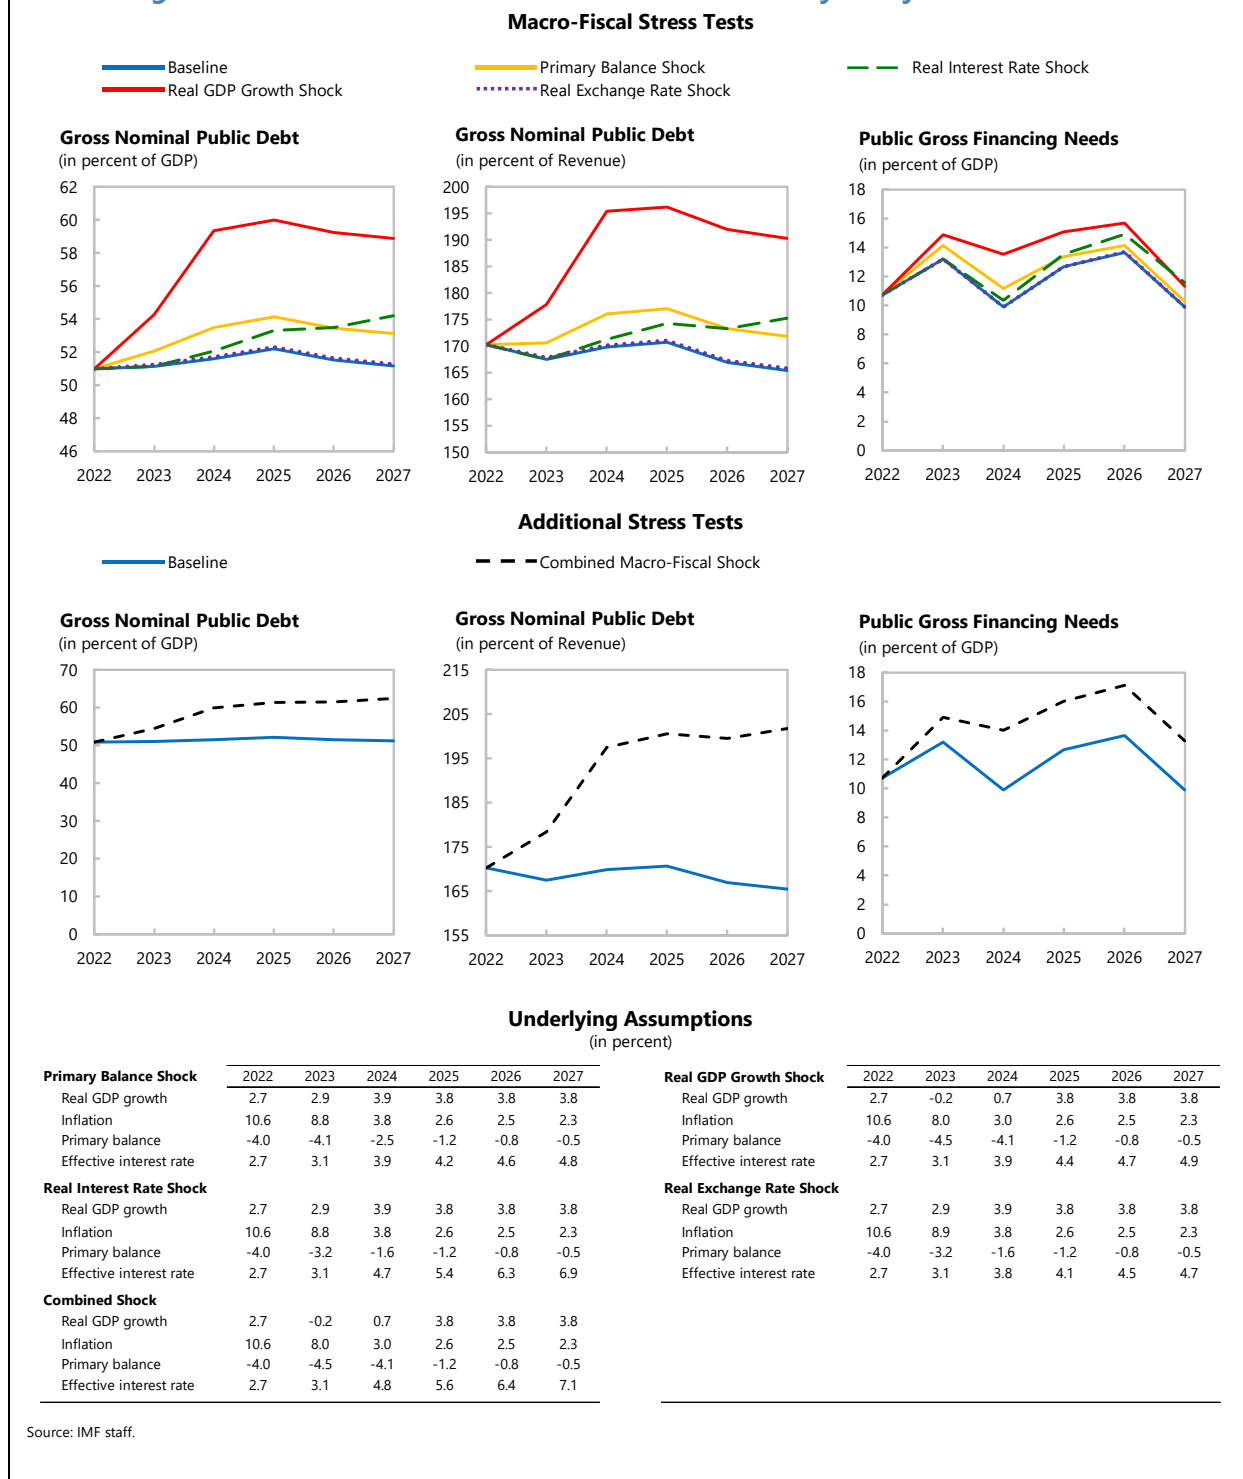 Macro-Fiscal Stress Tests
Baseline
Primary Balance Shock
Real Interest Rate Shock
Real GDP Growth Shock
Real Exchange Rate Shock
Gross Nominal Public Debt
(in percent of GDP)
62
60
58
56
54
52
50
48
46
2022 2023 2024 2025 2026 2027
Gross Nominal Public Debt
(in percent of Revenue)
200
195
190
185
180
175
170
165
160
155
150
2022 2023 2024 2025 2026 2027
Public Gross Financing Needs
(in percent of GDP)
18
16
14
12
10
8
6
4
2
0
2022 2023 2024 2025 2026 2027
Additional Stress Tests
Baseline
Combined Macro-Fiscal Shock
Gross Nominal Public Debt
(in percent of GDP)
70
60
50
40
30
20
10
0
2022 2023 2024 2025 2026 2027
Gross Nominal Public Debt
(in percent of Revenue)
215
205
195
185
175
165
155
2022 2023 2024 2025 2026 2027
Public Gross Financing Needs
(in percent of GDP)
18
16
14
12
10
8
6
4
2
0
2022 2023 2024 2025 2026 2027
Underlying Assumptions
(in percent)
Primary Balance Shock 2022 2023 2024 2025 2026 2027
Real GDP growth 2.7 2.9 3.9 3.8 3.8 3.8
Inflation 10.6 8.8 3.8 2.6 2.5 2.3
Primary balance -4.0 -4.1 -2.5 -1.2 -0.8 -0.5
Effective interest rate 2.7 3.1 3.9 4.2 4.6 4.8
Real Interest Rate Shock
Real GDP growth 2.7 2.9 3.9 3.8 3.8 3.8
Inflation 10.6 8.8 3.8 2.6 2.5 2.3
Primary balance -4.0 -3.2 -1.6 -1.2 -0.8 -0.5
Effective interest rate 2.7 3.1 4.7 5.4 6.3 6.9
Combined Shock
Real GDP growth 2.7 -0.2 0.7 3.8 3.8 3.8
Inflation 10.6 8.0 3.0 2.6 2.5 2.3
Primary balance -4.0 -4.5 -4.1 -1.2 -0.8 -0.5
Effective interest rate 2.7 3.1 4.8 5.6 6.4 7.1
Real GDP Growth Shock 2022 2023 2024 2025 2026 2027
Real GDP growth 2.7 -0.2 0.7 3.8 3.8 3.8
Inflation 10.6 8.0 3.0 2.6 2.5 2.3
Primary balance -4.0 -4.5 -4.1 -1.2 -0.8 -0.5
Effective interest rate 2.7 3.1 3.9 4.4 4.7 4.9
Real Exchange Rate Shock
Real GDP growth 2.7 2.9 3.9 3.8 3.8 3.8
Inflation 10.6 8.9 3.8 2.6 2.5 2.3
Primary balance -4.0 -3.2 -1.6 -1.2 -0.8 -0.5
Effective interest rate 2.7 3.1 3.8 4.1 4.5 4.7
Source: IMF staff.